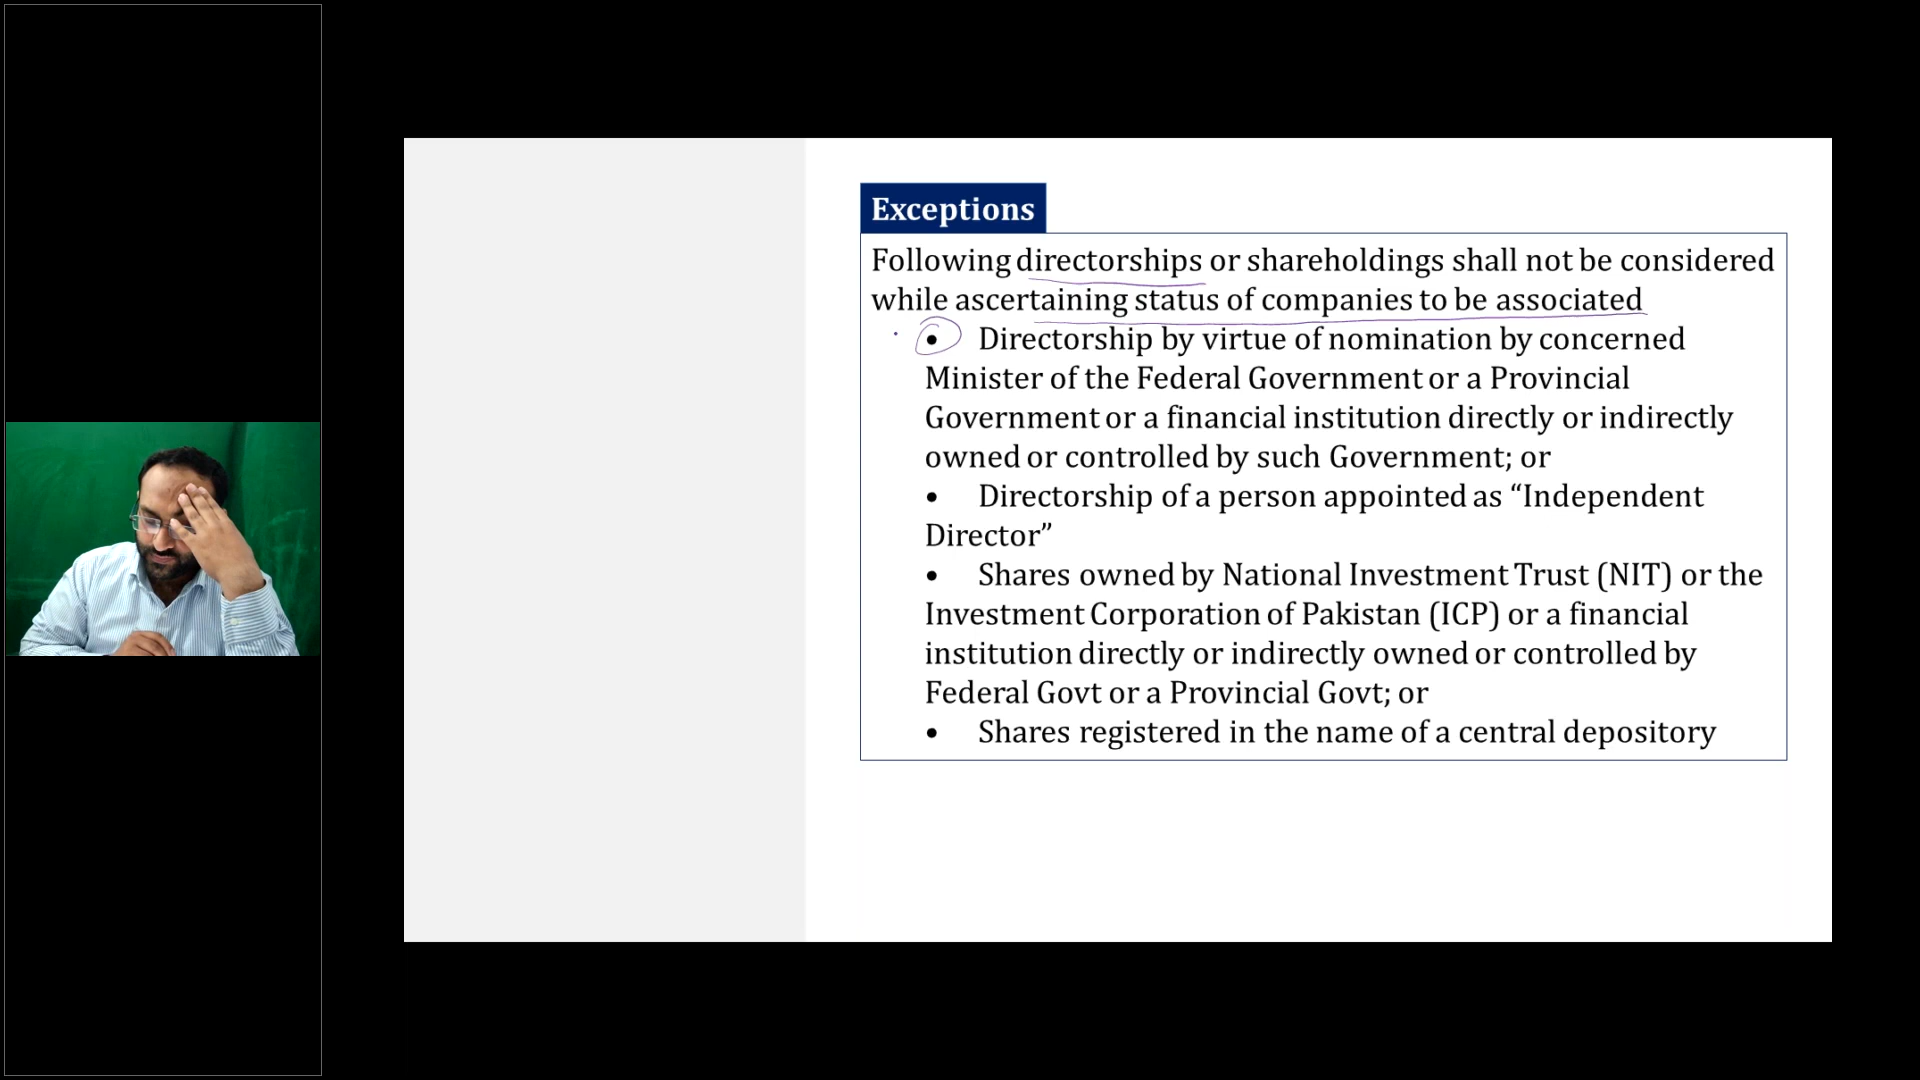 Exceptions
Following directorships or shareholdings shall not be considered
while ascertaining status of companies to be associated
• Directorship by virtue of nomination by concerned
Minister of the Federal Government or a Provincial
Government or a financial institution directly or indirectly
owned or controlled by such Government; or
• Directorship of a person appointed as “Independent
Director”
• Shares owned by National Investment Trust (NIT) or the
Investment Corporation of Pakistan (ICP) or a financial
institution directly or indirectly owned or controlled by
Federal Govt or a Provincial Govt; or
• Shares registered in the name of a central depository